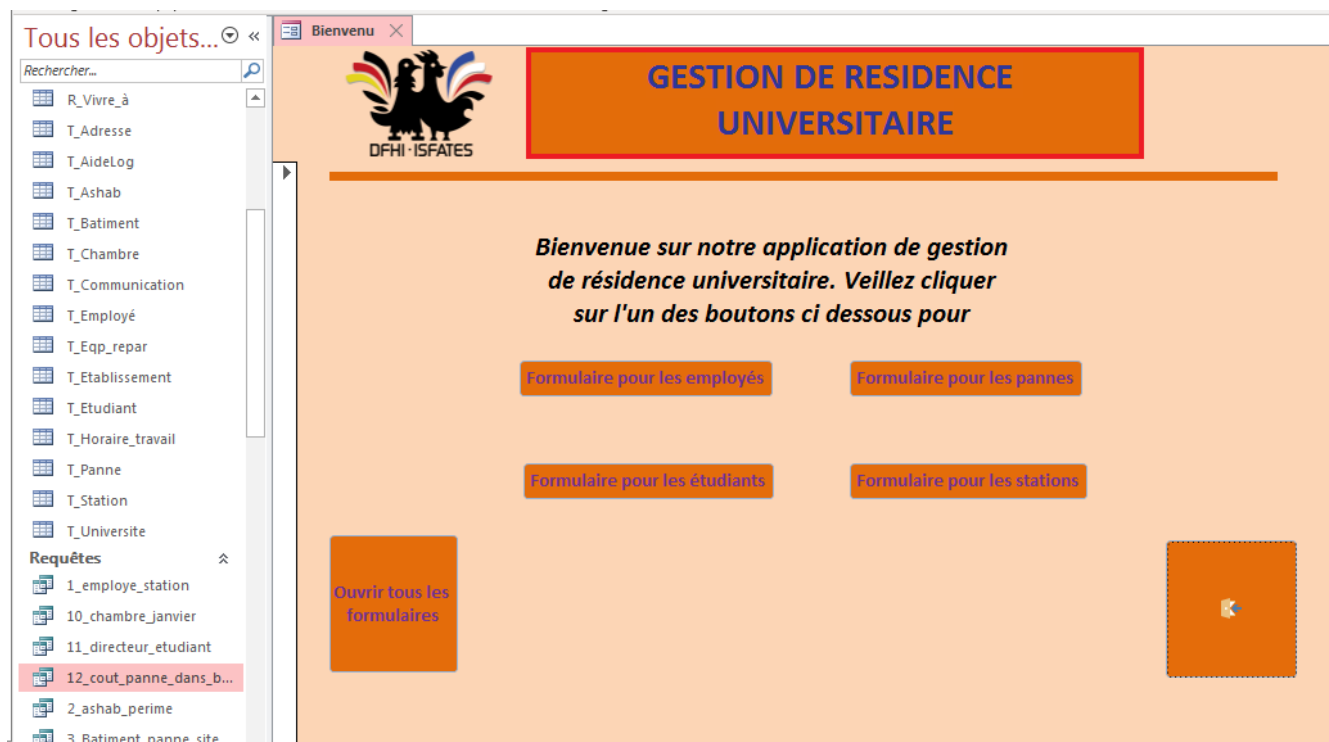 Tous les objets...
Rechercher...
R_Vivre_à
T_Adresse
T_AideLog
T_Ashab
T_Batiment
T_Chambre
T_Communication
T_Employé
T_Eqp_repar
T_Etablissement
T_Etudiant
T_Horaire_travail
T_Panne
T_Station
T_Universite
Requêtes
1_employe_station
10_chambre_janvier
11_directeur_etudiant
12_cout_panne_dans_b...
2_ashab_perime
3_Batiment_panne_site
Bienvenu
DFHI·ISFATES
GESTION DE RESIDENCE
UNIVERSITAIRE
Bienvenue sur notre application de gestion
de résidence universitaire. Veillez cliquer
sur l'un des boutons ci dessous pour
Formulaire pour les employés
Formulaire pour les pannes
Formulaire pour les étudiants
Formulaire pour les stations
Ouvrir tous les
formulaires